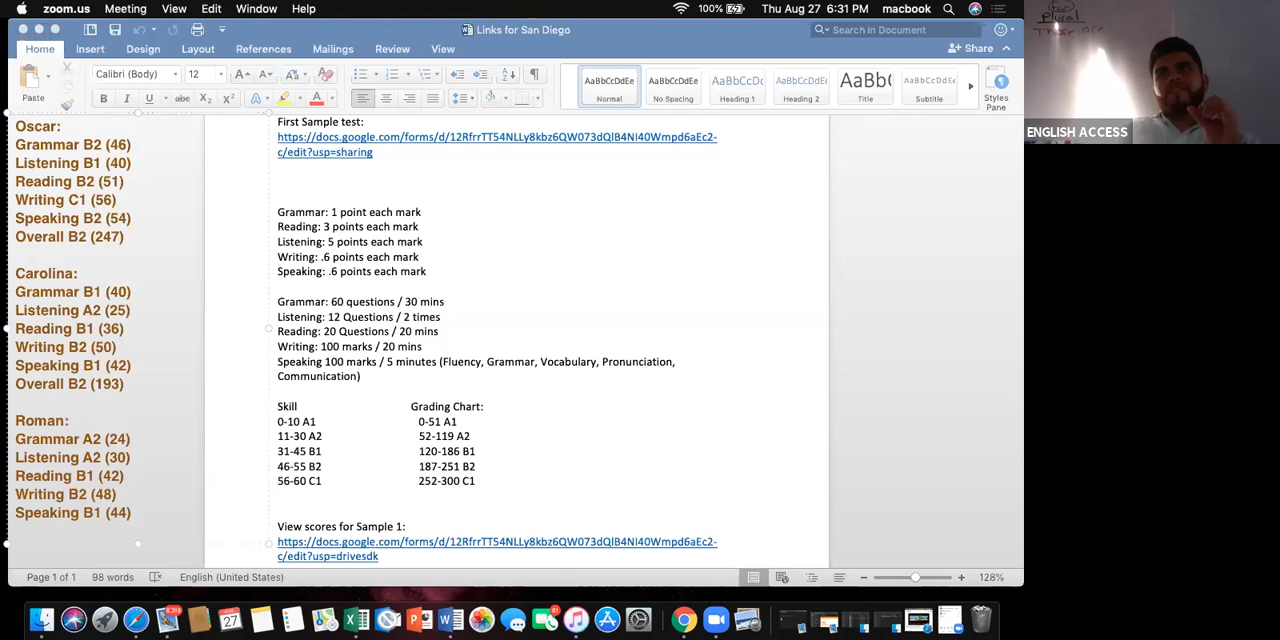 zoom.us Meeting View Edit Window Help 100% Thu Aug 27 6:31 PM macbook
Links for San Diego
Search in Document
Home Insert Design Layout References Mailings Review View
Share
Calibri (Body) 12
Paste
AaBbCcDdEe AaBbCcDdEe AaBbCcDc AaBbCcDdEe AaBb( AaBbCcDdEe
Normal No Spacing Heading 1 Heading 2 Title Subtitle
Styles Pane
Plural
ENGLISH ACCESS
Oscar:
Grammar B2 (46)
Listening B1 (40)
Reading B2 (51)
Writing C1 (56)
Speaking B2 (54)
Overall B2 (247)
Carolina:
Grammar B1 (40)
Listening A2 (25)
Reading B1 (36)
Writing B2 (50)
Speaking B1 (42)
Overall B2 (193)
Roman:
Grammar A2 (24)
Listening A2 (30)
Reading B1 (42)
Writing B2 (48)
Speaking B1 (44)
First Sample test:
https://docs.google.com/forms/d/12RfrrTT54NLLy8kbz6QW073dQlB4NI40Wmpd6aEc2-
c/edit?usp=sharing
Grammar: 1 point each mark
Reading: 3 points each mark
Listening: 5 points each mark
Writing: .6 points each mark
Speaking: .6 points each mark
Grammar: 60 questions / 30 mins
Listening: 12 Questions / 2 times
Reading: 20 Questions / 20 mins
Writing: 100 marks / 20 mins
Speaking 100 marks / 5 minutes (Fluency, Grammar, Vocabulary, Pronunciation,
Communication)
Skill Grading Chart:
0-10 A1 0-51 A1
11-30 A2 52-119 A2
31-45 B1 120-186 B1
46-55 B2 187-251 B2
56-60 C1 252-300 C1
View scores for Sample 1:
https://docs.google.com/forms/d/12RfrrTT54NLLy8kbz6QW073dQlB4NI40Wmpd6aEc2-
c/edit?usp=drivesdk
Page 1 of 1 98 words English (United States) 128%